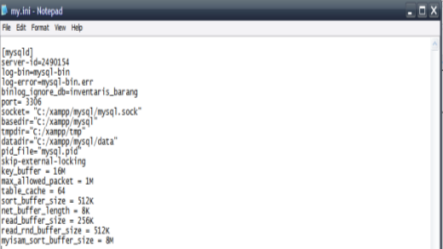 my.ini - Notepad
File Edit Format View Help
[mysqld]
server-id=2490154
log-bin=mysql-bin
log-error=mysql-bin.err
binlog_ignore_db=inventaris_barang
port= 3306
socket= "C:/xampp/mysql/mysql.sock"
basedir="C:/xampp/mysql"
tmpdir="C:/xampp/tmp"
datadir="C:/xampp/mysql/data"
pid_file="mysql.pid"
skip-external-locking
key_buffer = 16M
max_allowed_packet = 1M
table_cache = 64
sort_buffer_size = 512K
net_buffer_length = 8K
read_buffer_size = 256K
read_rnd_buffer_size = 512K
myisam_sort_buffer_size = 8M